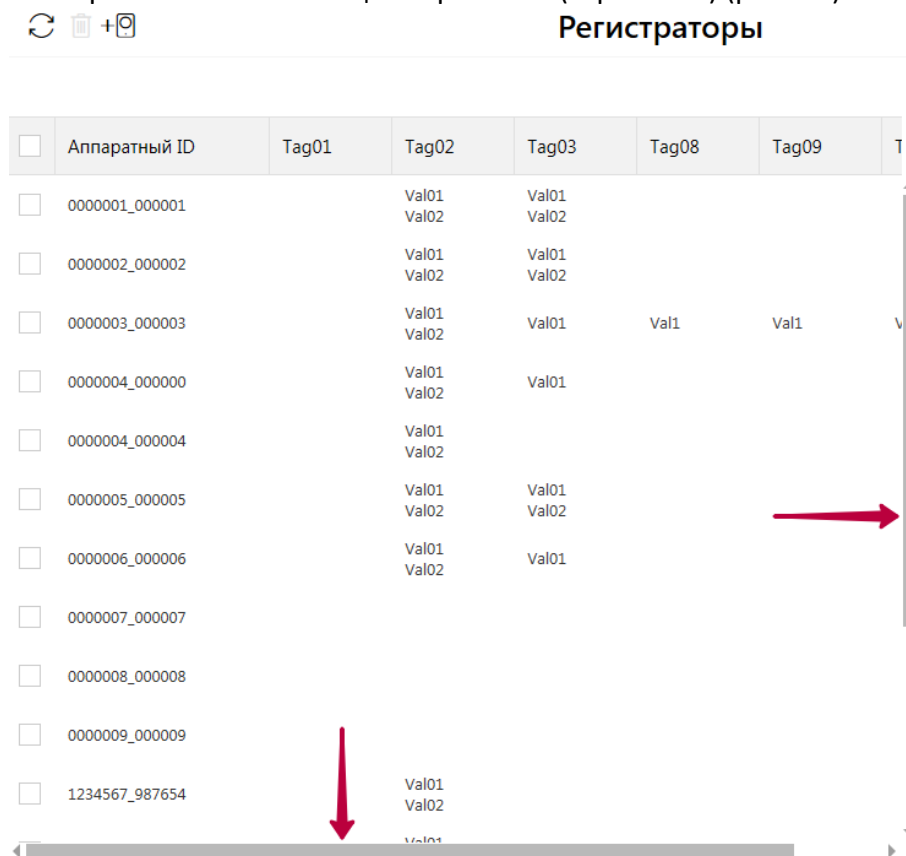 Регистраторы
Аппаратный ID Tag01 Tag02 Tag03 Tag08 Tag09
0000001_000001 Val01 Val02 Val01 Val02
0000002_000002 Val01 Val02 Val01 Val02
0000003_000003 Val01 Val02 Val01 Val1 Val1
0000004_000000 Val01 Val02 Val01
0000004_000004 Val01 Val02
0000005_000005 Val01 Val02 Val01 Val02
0000006_000006 Val01 Val02 Val01
0000007_000007
0000008_000008
0000009_000009
1234567_987654 Val01 Val02
Val01